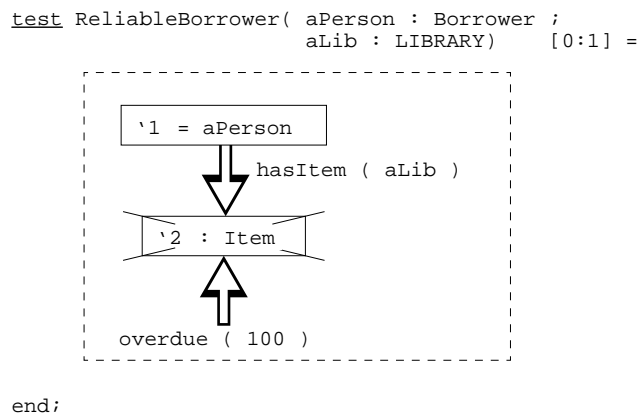 test ReliableBorrower( aPerson : Borrower ;
aLib : LIBRARY) [0:1] =
‘1 = aPerson
hasItem ( aLib )
‘2 : Item
overdue ( 100 )
end;